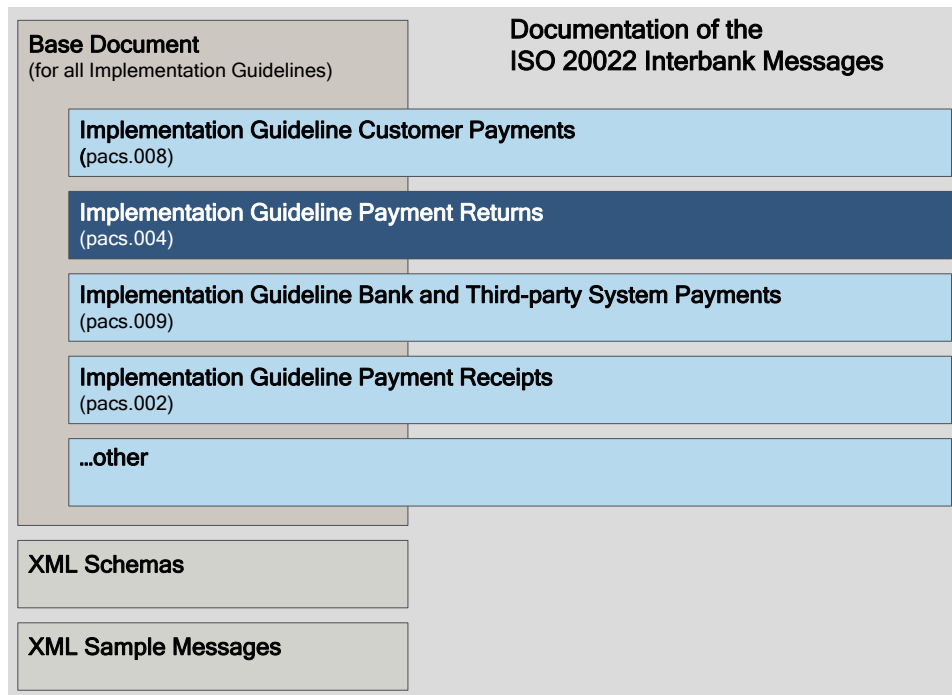 Documentation of the
ISO 20022 Interbank Messages
Base Document
(for all Implementation Guidelines)
Implementation Guideline Customer Payments
(pacs.008)
Implementation Guideline Payment Returns
(pacs.004)
Implementation Guideline Bank and Third-party System Payments
(pacs.009)
Implementation Guideline Payment Receipts
(pacs.002)
...other
XML Schemas
XML Sample Messages